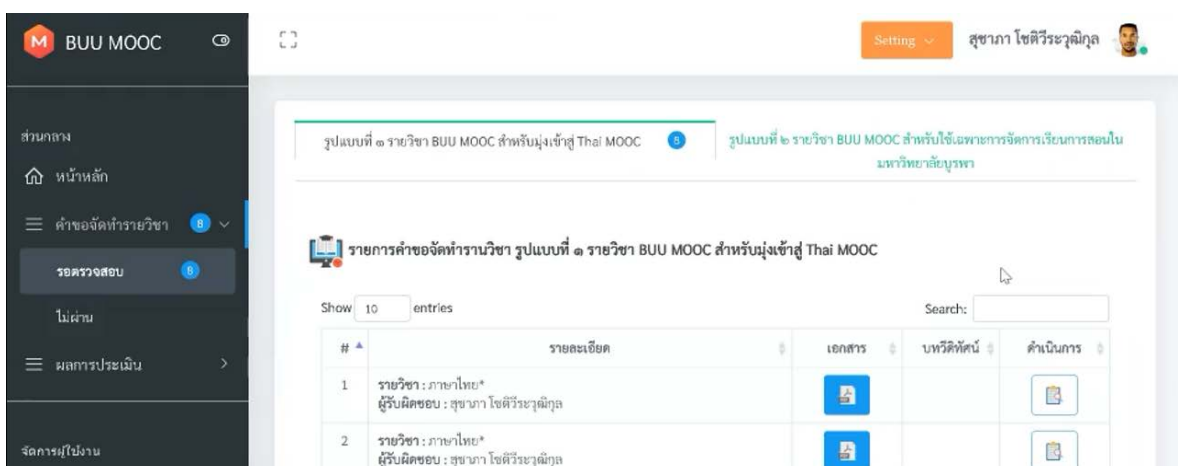 BUU MOOC
Setting
สุชาภา โชติวีระวุฒิกุล
ส่วนกลาง
หน้าหลัก
คำขอจัดทำรายวิชา 8
รอตรวจสอบ 8
ไม่ผ่าน
ผลการประเมิน
จัดการผู้ใช้งาน
รูปแบบที่ ๑ รายวิชา BUU MOOC สำหรับมุ่งเข้าสู่ Thai MOOC 8
รูปแบบที่ ๒ รายวิชา BUU MOOC สำหรับใช้เฉพาะการจัดการเรียนการสอนใน
มหาวิทยาลัยบูรพา
รายการคำขอจัดทำรานวิชา รูปแบบที่ ๑ รายวิชา BUU MOOC สำหรับมุ่งเข้าสู่ Thai MOOC
Show 10 entries
Search:
# รายละเอียด เอกสาร บทวีดิทัศน์ ดำเนินการ
1 รายวิชา : ภาษาไทย*
ผู้รับผิดชอบ : สุชาภา โชติวีระวุฒิกุล
2 รายวิชา : ภาษาไทย*
ผู้รับผิดชอบ : สุชาภา โชติวีระวุฒิกุล